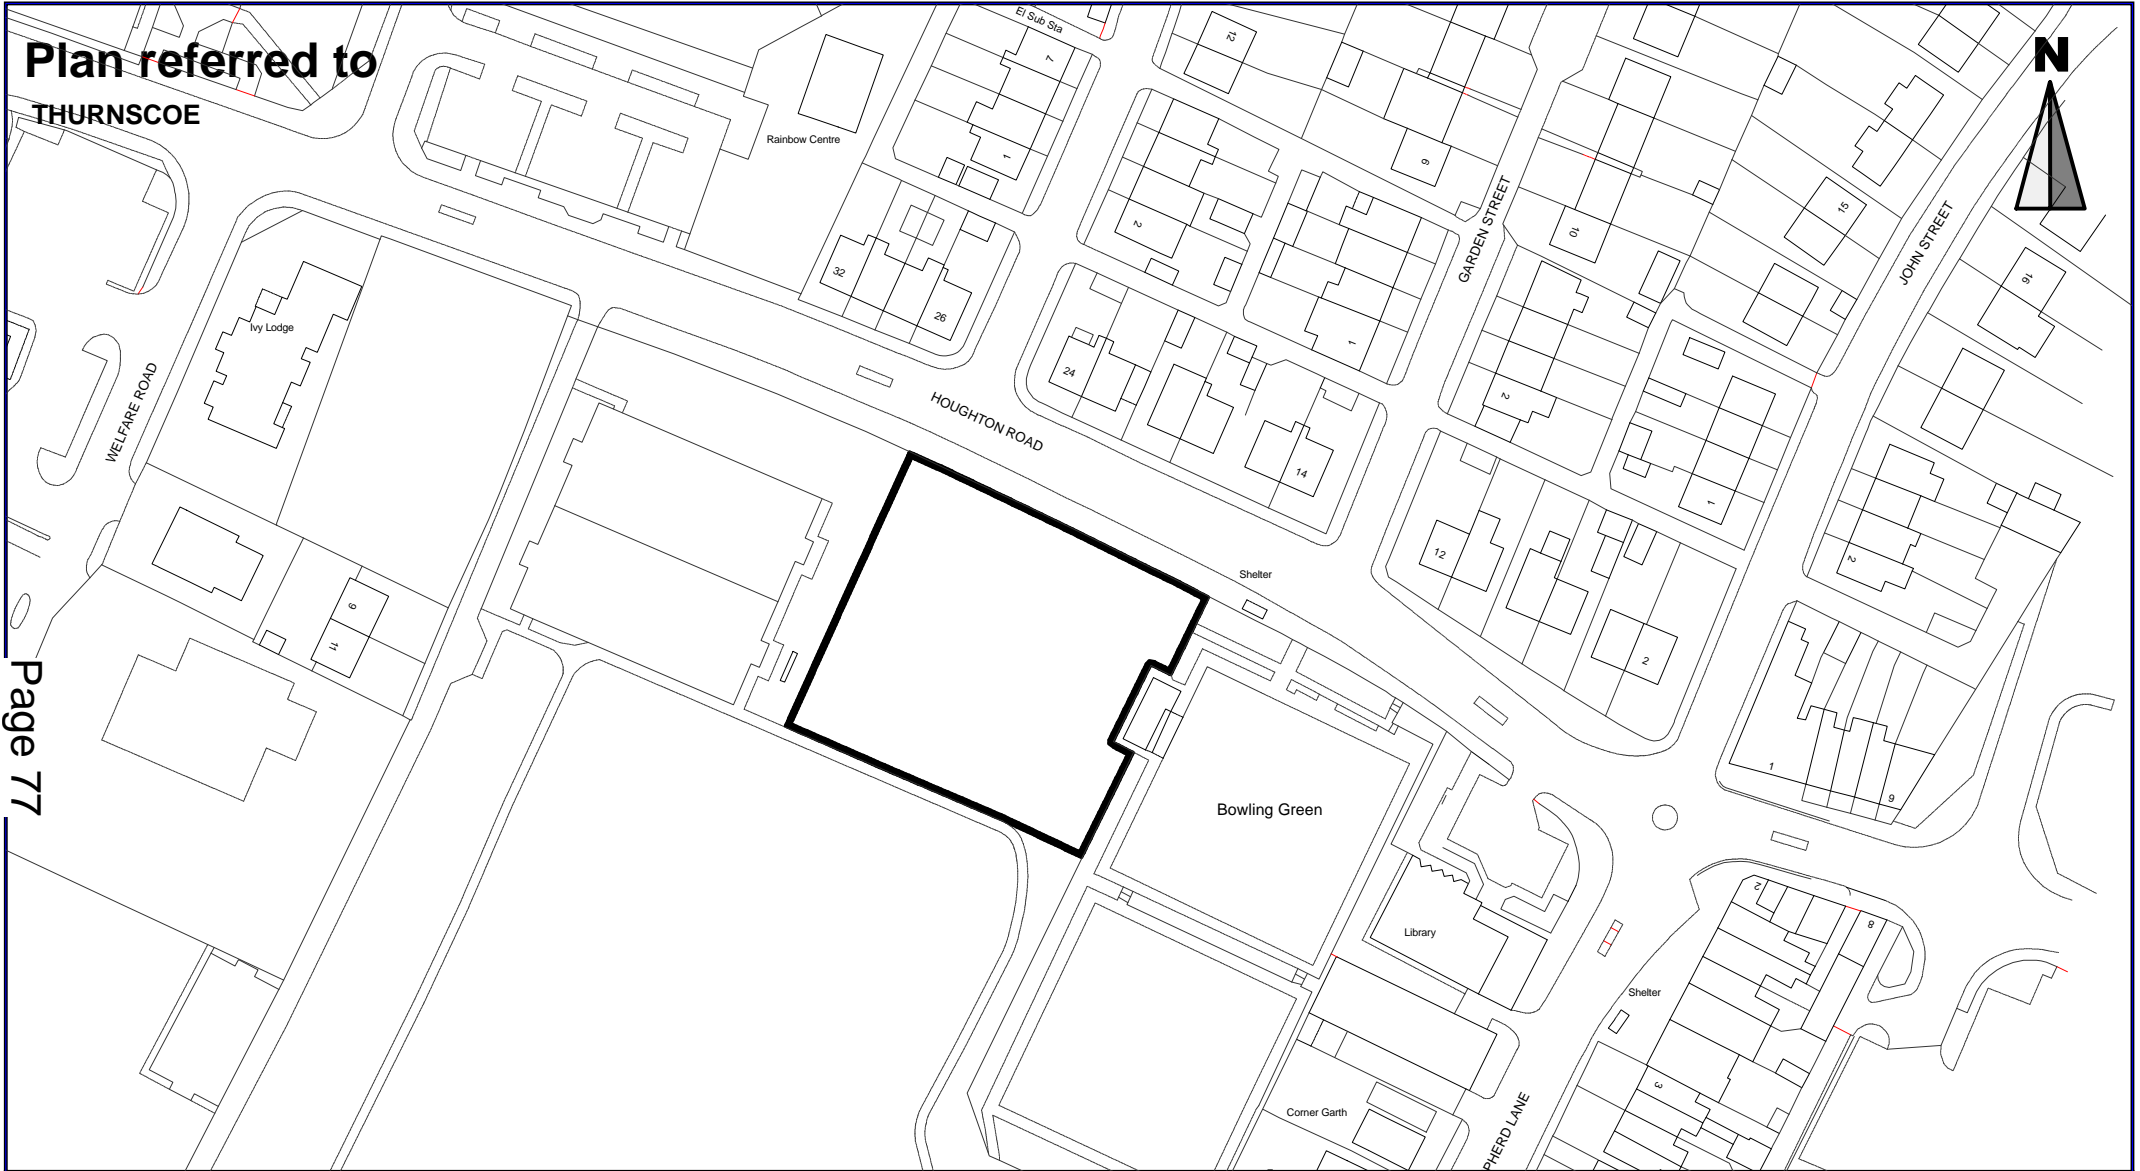 Plan referred to
THURNSCOE
N
El Sub Sta
7
12
Rainbow Centre
1
9
2
GARDEN STREET
10
15
JOHN STREET
16
32
26
Ivy Lodge
24
1
2
WELFARE ROAD
HOUGHTON ROAD
14
1
12
2
Shelter
2
9
11
Page 77
1
9
Bowling Green
2
8
Library
Shelter
3
Corner Garth
PHERD LANE